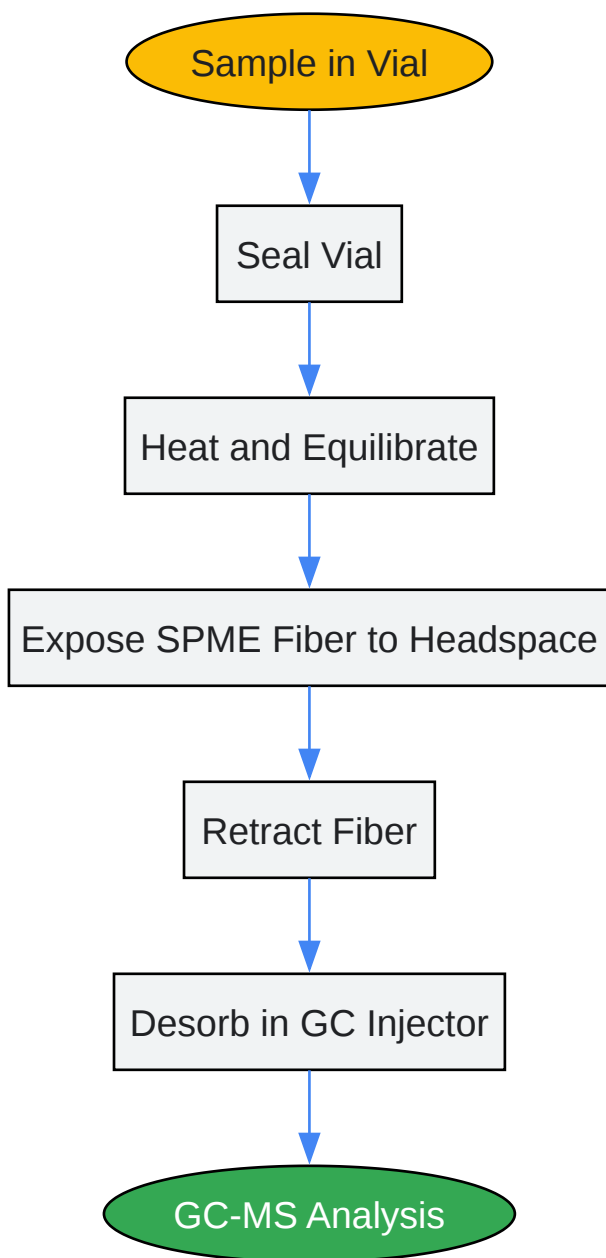 Sample in Vial
Seal Vial
Heat and Equilibrate
Expose SPME Fiber to Headspace
Retract Fiber
Desorb in GC Injector
GC-MS Analysis